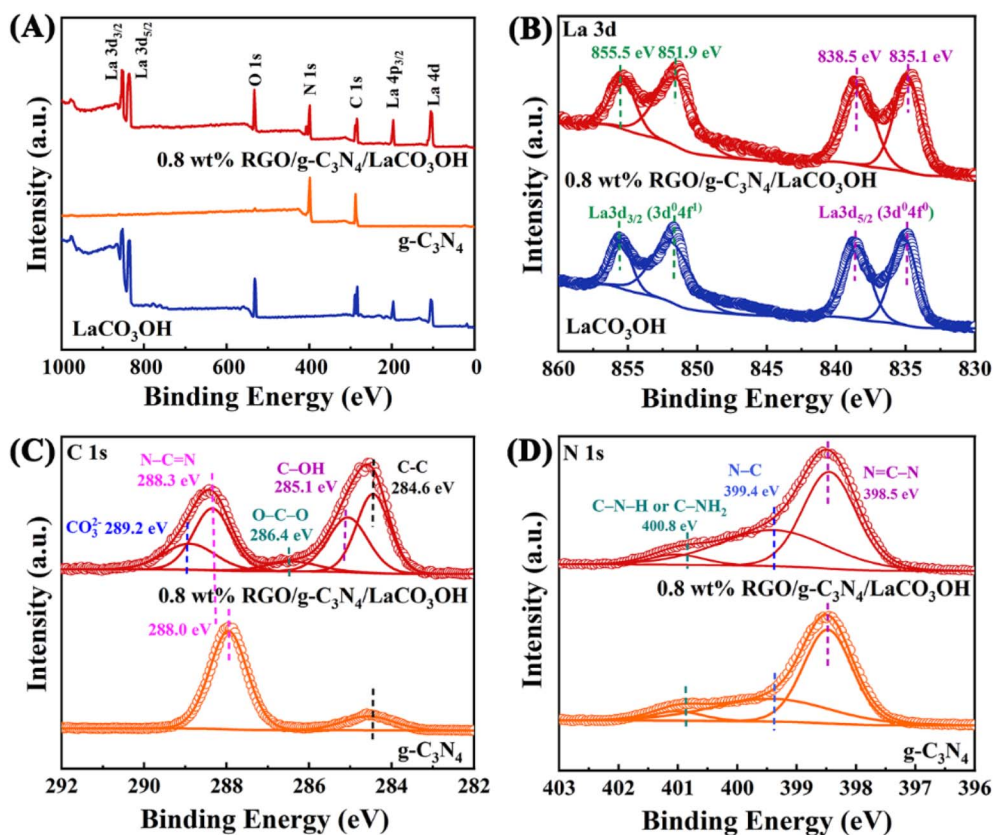 (A)
La 3d3/2
La 3d5/2
O 1s
N 1s
C 1s
La 4p3/2
La 4d
0.8 wt% RGO/g-C3N4/LaCO3OH
g-C3N4
LaCO3OH
Intensity (a.u.)
1000 800 600 400 200 0
Binding Energy (eV)
(B)
La 3d
855.5 eV 851.9 eV 838.5 eV 835.1 eV
0.8 wt% RGO/g-C3N4/LaCO3OH
La3d3/2 (3d⁰4f¹) La3d5/2 (3d⁰4f⁰)
LaCO3OH
Intensity (a.u.)
860 855 850 845 840 835 830
Binding Energy (eV)
(C)
C 1s
N–C=N
288.3 eV
C–OH
285.1 eV
C-C
284.6 eV
CO3²⁻ 289.2 eV
O–C–O
286.4 eV
0.8 wt% RGO/g-C3N4/LaCO3OH
288.0 eV
g-C3N4
Intensity (a.u.)
292 290 288 286 284 282
Binding Energy (eV)
(D)
N 1s
N–C
399.4 eV
N=C–N
398.5 eV
C–N–H or C–NH2
400.8 eV
0.8 wt% RGO/g-C3N4/LaCO3OH
g-C3N4
Intensity (a.u.)
403 402 401 400 399 398 397 396
Binding Energy (eV)